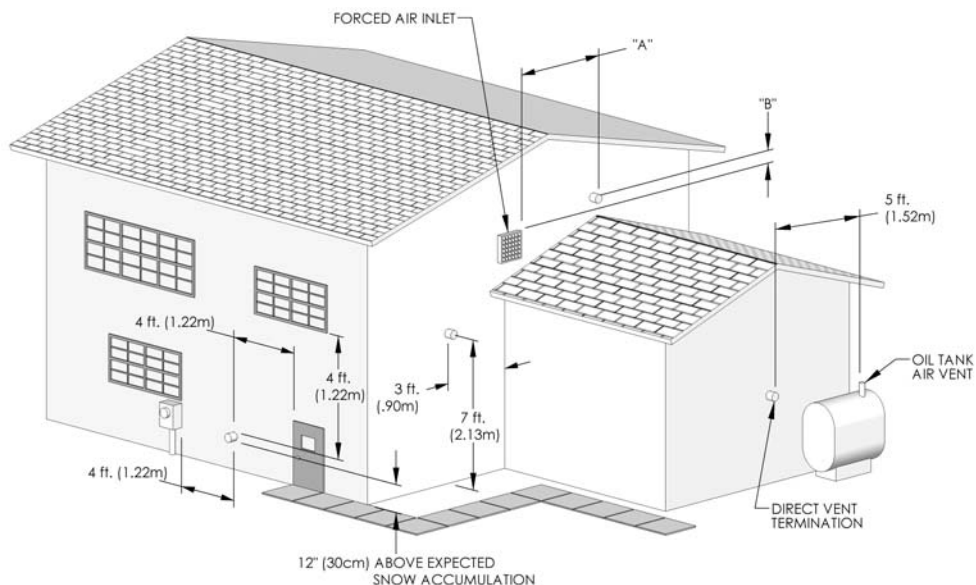 FORCED AIR INLET
"A"
"B"
5 ft.
(1.52m)
4 ft. (1.22m)
4 ft.
(1.22m)
3 ft.
(.90m)
7 ft.
(2.13m)
OIL TANK
AIR VENT
4 ft. (1.22m)
DIRECT VENT
TERMINATION
12" (30cm) ABOVE EXPECTED
SNOW ACCUMULATION